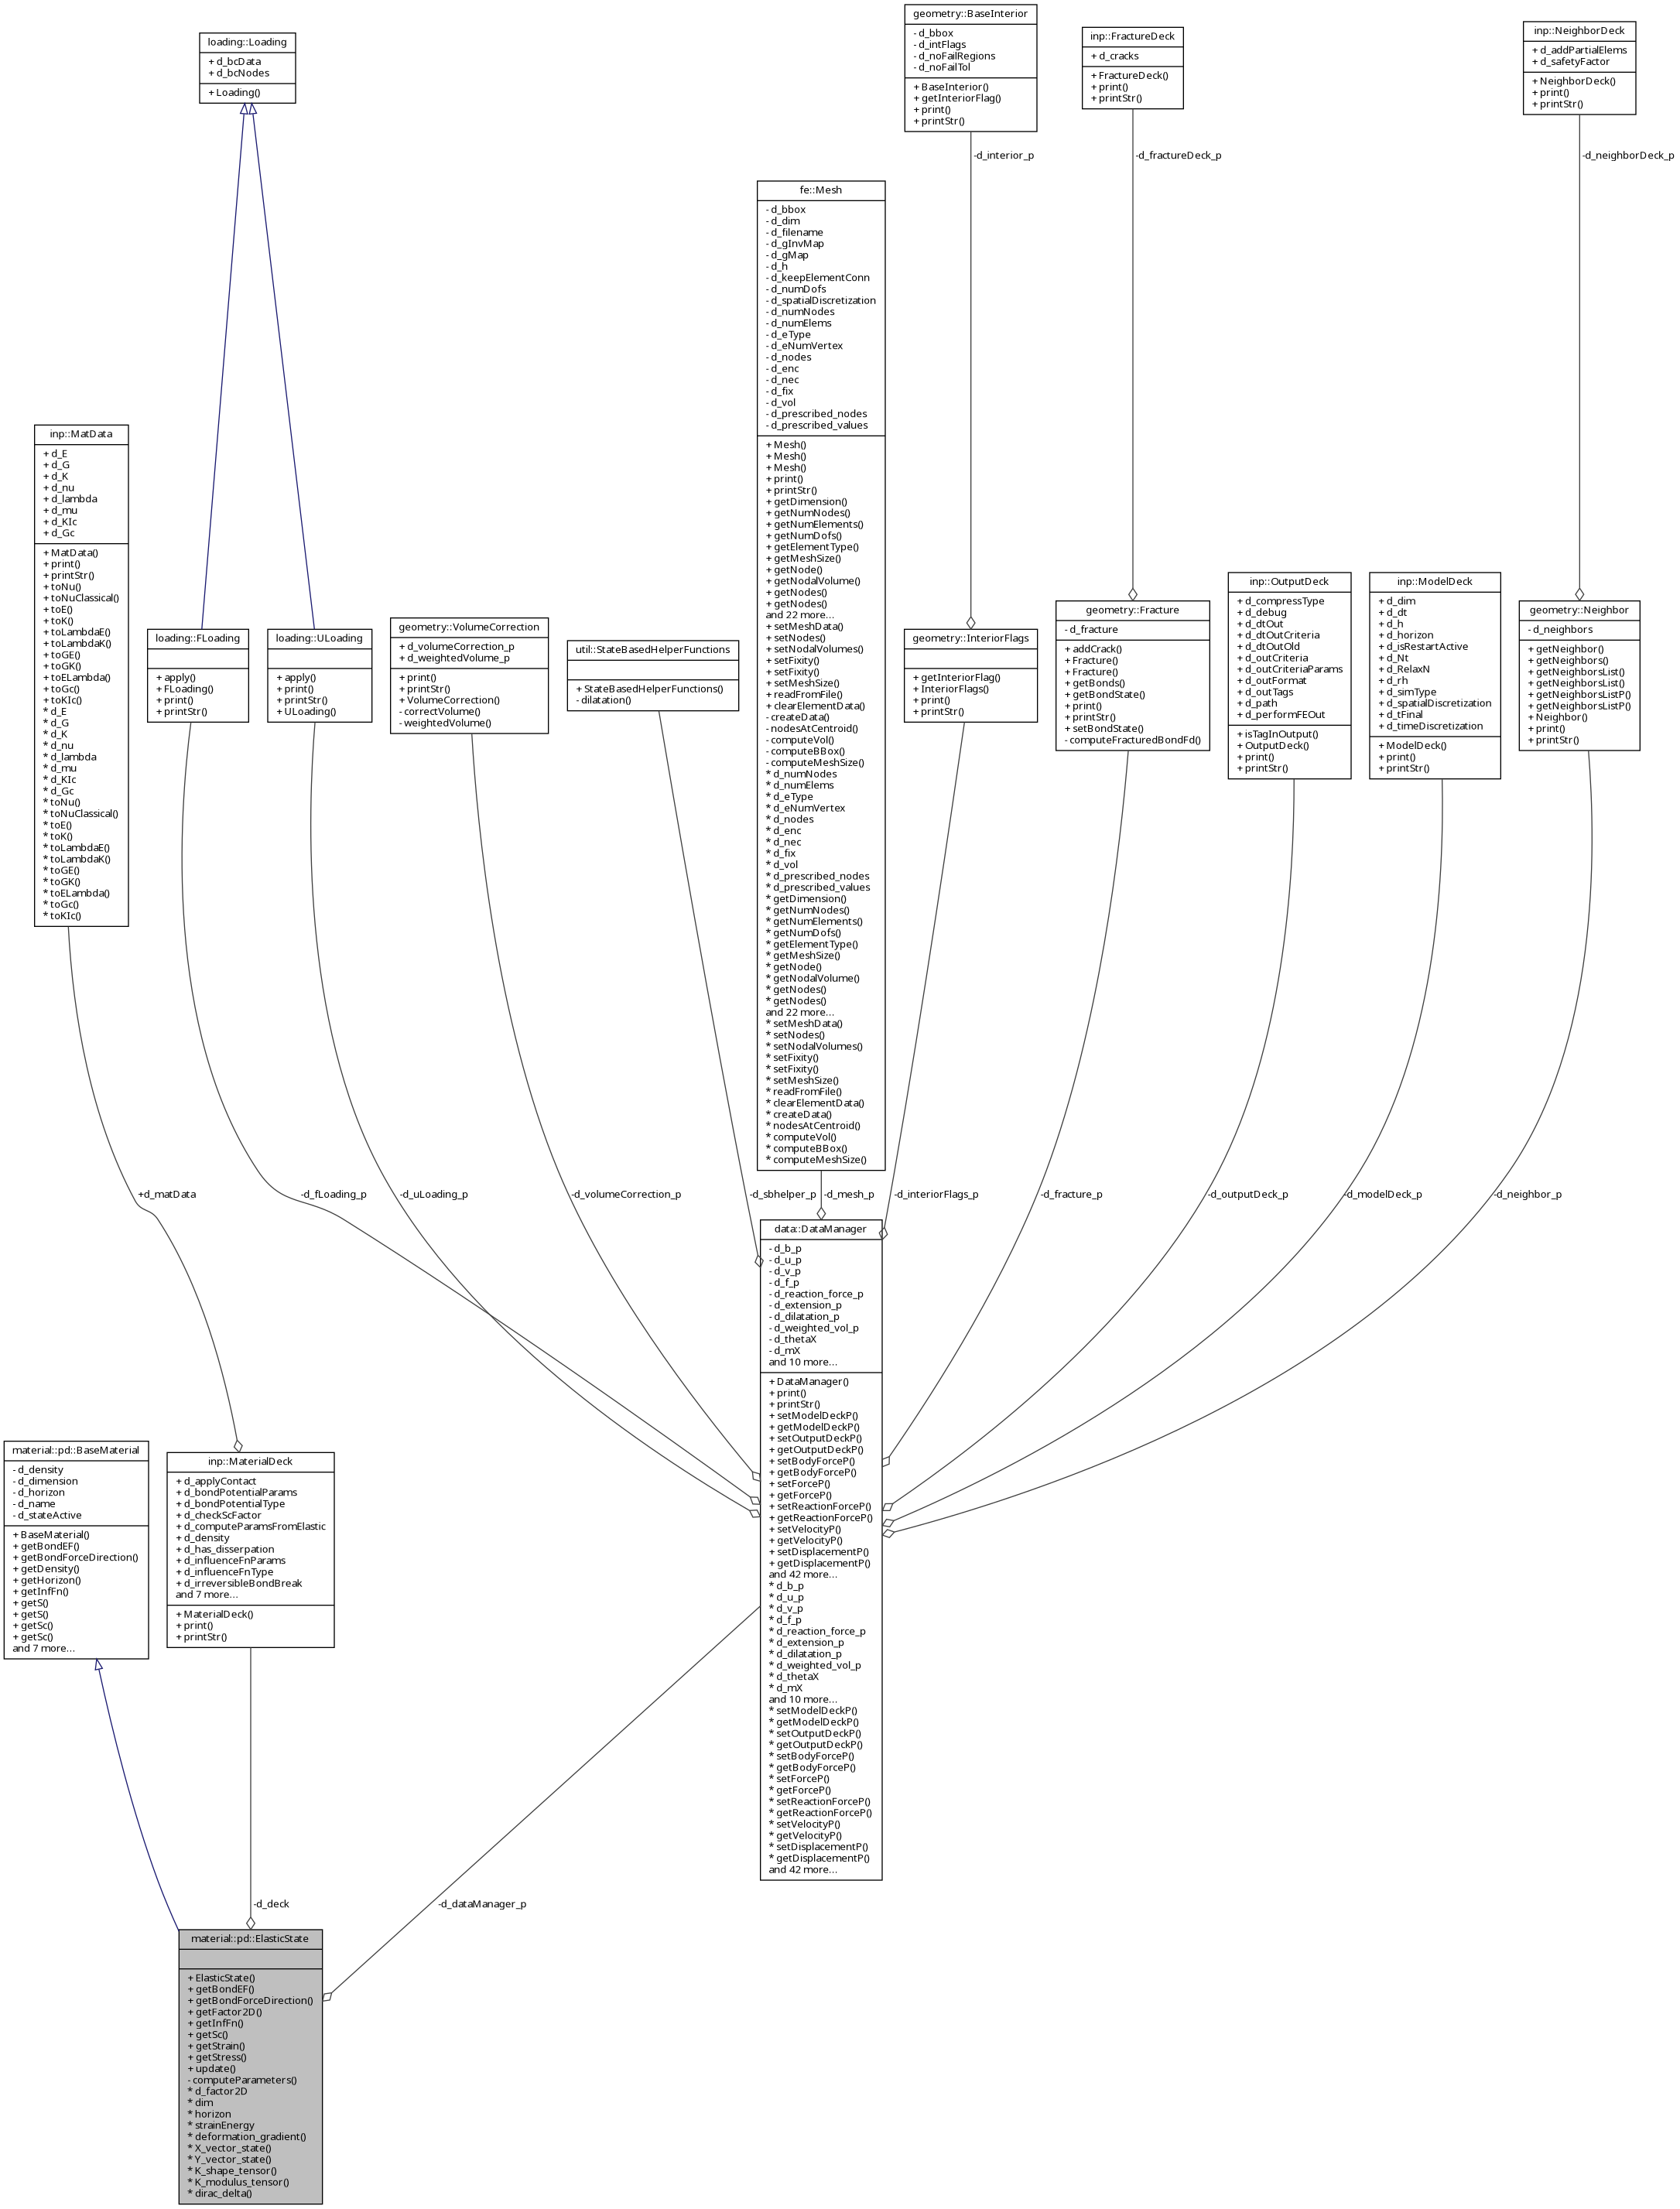 geometry::BaseInterior
- d_bbox
- d_intFlags
- d_noFailRegions
- d_noFailTol
+ BaseInterior()
+ getInteriorFlag()
+ print()
+ printStr()
inp::FractureDeck
+ d_cracks
+ FractureDeck()
+ print()
+ printStr()
inp::NeighborDeck
+ d_addPartialElems
+ d_safetyFactor
+ NeighborDeck()
+ print()
+ printStr()
loading::Loading
+ d_bcData
+ d_bcNodes
+ Loading()
-d_interior_p
-d_fractureDeck_p
-d_neighborDeck_p
fe::Mesh
- d_bbox
- d_dim
- d_filename
- d_gInvMap
- d_gMap
- d_h
- d_keepElementConn
- d_numDofs
- d_spatialDiscretization
- d_numNodes
- d_numElems
- d_eType
- d_eNumVertex
- d_nodes
- d_enc
- d_nec
- d_fix
- d_vol
- d_prescribed_nodes
- d_prescribed_values
+ Mesh()
+ Mesh()
+ Mesh()
+ print()
+ printStr()
+ getDimension()
+ getNumNodes()
+ getNumElements()
+ getNumDofs()
+ getElementType()
+ getMeshSize()
+ getNode()
+ getNodalVolume()
+ getNodes()
+ getNodes()
and 22 more...
+ setMeshData()
+ setNodes()
+ setNodalVolumes()
+ setFixity()
+ setFixity()
+ setMeshSize()
+ readFromFile()
+ clearElementData()
- createData()
- nodesAtCentroid()
- computeVol()
- computeBBox()
- computeMeshSize()
* d_numNodes
* d_numElems
* d_eType
* d_eNumVertex
* d_nodes
* d_enc
* d_nec
* d_fix
* d_vol
* d_prescribed_nodes
* d_prescribed_values
* getDimension()
* getNumNodes()
* getNumElements()
* getNumDofs()
* getElementType()
* getMeshSize()
* getNode()
* getNodalVolume()
* getNodes()
* getNodes()
and 22 more...
* setMeshData()
* setNodes()
* setNodalVolumes()
* setFixity()
* setFixity()
* setMeshSize()
* readFromFile()
* clearElementData()
* createData()
* nodesAtCentroid()
* computeVol()
* computeBBox()
* computeMeshSize()
inp::MatData
+ d_E
+ d_G
+ d_K
+ d_nu
+ d_lambda
+ d_mu
+ d_KIc
+ d_Gc
+ MatData()
+ print()
+ printStr()
+ toNu()
+ toNuClassical()
+ toE()
+ toK()
+ toLambdaE()
+ toLambdaK()
+ toGE()
+ toGK()
+ toELambda()
+ toGc()
+ toKIc()
* d_E
* d_G
* d_K
* d_nu
* d_lambda
* d_mu
* d_KIc
* d_Gc
* toNu()
* toNuClassical()
* toE()
* toK()
* toLambdaE()
* toLambdaK()
* toGE()
* toGK()
* toELambda()
* toGc()
* toKIc()
loading::FLoading
+ apply()
+ FLoading()
+ print()
+ printStr()
loading::ULoading
+ apply()
+ print()
+ printStr()
+ ULoading()
geometry::VolumeCorrection
+ d_volumeCorrection_p
+ d_weightedVolume_p
+ print()
+ printStr()
+ VolumeCorrection()
- correctVolume()
- weightedVolume()
util::StateBasedHelperFunctions
+ StateBasedHelperFunctions()
- dilatation()
geometry::InteriorFlags
+ getInteriorFlag()
+ InteriorFlags()
+ print()
+ printStr()
geometry::Fracture
- d_fracture
+ addCrack()
+ Fracture()
+ Fracture()
+ getBonds()
+ getBondState()
+ print()
+ printStr()
+ setBondState()
- computeFracturedBondFd()
inp::OutputDeck
+ d_compressType
+ d_debug
+ d_dtOut
+ d_dtOutCriteria
+ d_dtOutOld
+ d_outCriteria
+ d_outCriteriaParams
+ d_outFormat
+ d_outTags
+ d_path
+ d_performFEOut
+ isTagInOutput()
+ OutputDeck()
+ print()
+ printStr()
inp::ModelDeck
+ d_dim
+ d_dt
+ d_h
+ d_horizon
+ d_isRestartActive
+ d_Nt
+ d_RelaxN
+ d_rh
+ d_simType
+ d_spatialDiscretization
+ d_tFinal
+ d_timeDiscretization
+ ModelDeck()
+ print()
+ printStr()
geometry::Neighbor
- d_neighbors
+ getNeighbor()
+ getNeighbors()
+ getNeighborsList()
+ getNeighborsList()
+ getNeighborsListP()
+ getNeighborsListP()
+ Neighbor()
+ print()
+ printStr()
+d_matData
-d_fLoading_p
-d_uLoading_p
-d_volumeCorrection_p
-d_sbhelper_p
-d_mesh_p
-d_interiorFlags_p
-d_fracture_p
-d_outputDeck_p
-d_modelDeck_p
-d_neighbor_p
data::DataManager
- d_b_p
- d_u_p
- d_v_p
- d_f_p
- d_reaction_force_p
- d_extension_p
- d_dilatation_p
- d_weighted_vol_p
- d_thetaX
- d_mX
and 10 more...
+ DataManager()
+ print()
+ printStr()
+ setModelDeckP()
+ getModelDeckP()
+ setOutputDeckP()
+ getOutputDeckP()
+ setBodyForceP()
+ getBodyForceP()
+ setForceP()
+ getForceP()
+ setReactionForceP()
+ getReactionForceP()
+ setVelocityP()
+ getVelocityP()
+ setDisplacementP()
+ getDisplacementP()
and 42 more...
* d_b_p
* d_u_p
* d_v_p
* d_f_p
* d_reaction_force_p
* d_extension_p
* d_dilatation_p
* d_weighted_vol_p
* d_thetaX
* d_mX
and 10 more...
* setModelDeckP()
* getModelDeckP()
* setOutputDeckP()
* getOutputDeckP()
* setBodyForceP()
* getBodyForceP()
* setForceP()
* getForceP()
* setReactionForceP()
* getReactionForceP()
* setVelocityP()
* getVelocityP()
* setDisplacementP()
* getDisplacementP()
and 42 more...
material::pd::BaseMaterial
- d_density
- d_dimension
- d_horizon
- d_name
- d_stateActive
+ BaseMaterial()
+ getBondEF()
+ getBondForceDirection()
+ getDensity()
+ getHorizon()
+ getInfFn()
+ getS()
+ getS()
+ getSc()
+ getSc()
and 7 more...
inp::MaterialDeck
+ d_applyContact
+ d_bondPotentialParams
+ d_bondPotentialType
+ d_checkScFactor
+ d_computeParamsFromElastic
+ d_density
+ d_has_disserpation
+ d_influenceFnParams
+ d_influenceFnType
+ d_irreversibleBondBreak
and 7 more...
+ MaterialDeck()
+ print()
+ printStr()
-d_deck
-d_dataManager_p
material::pd::ElasticState
+ ElasticState()
+ getBondEF()
+ getBondForceDirection()
+ getFactor2D()
+ getInfFn()
+ getSc()
+ getStrain()
+ getStress()
+ update()
- computeParameters()
* d_factor2D
* dim
* horizon
* strainEnergy
* deformation_gradient()
* X_vector_state()
* Y_vector_state()
* K_shape_tensor()
* K_modulus_tensor()
* dirac_delta()